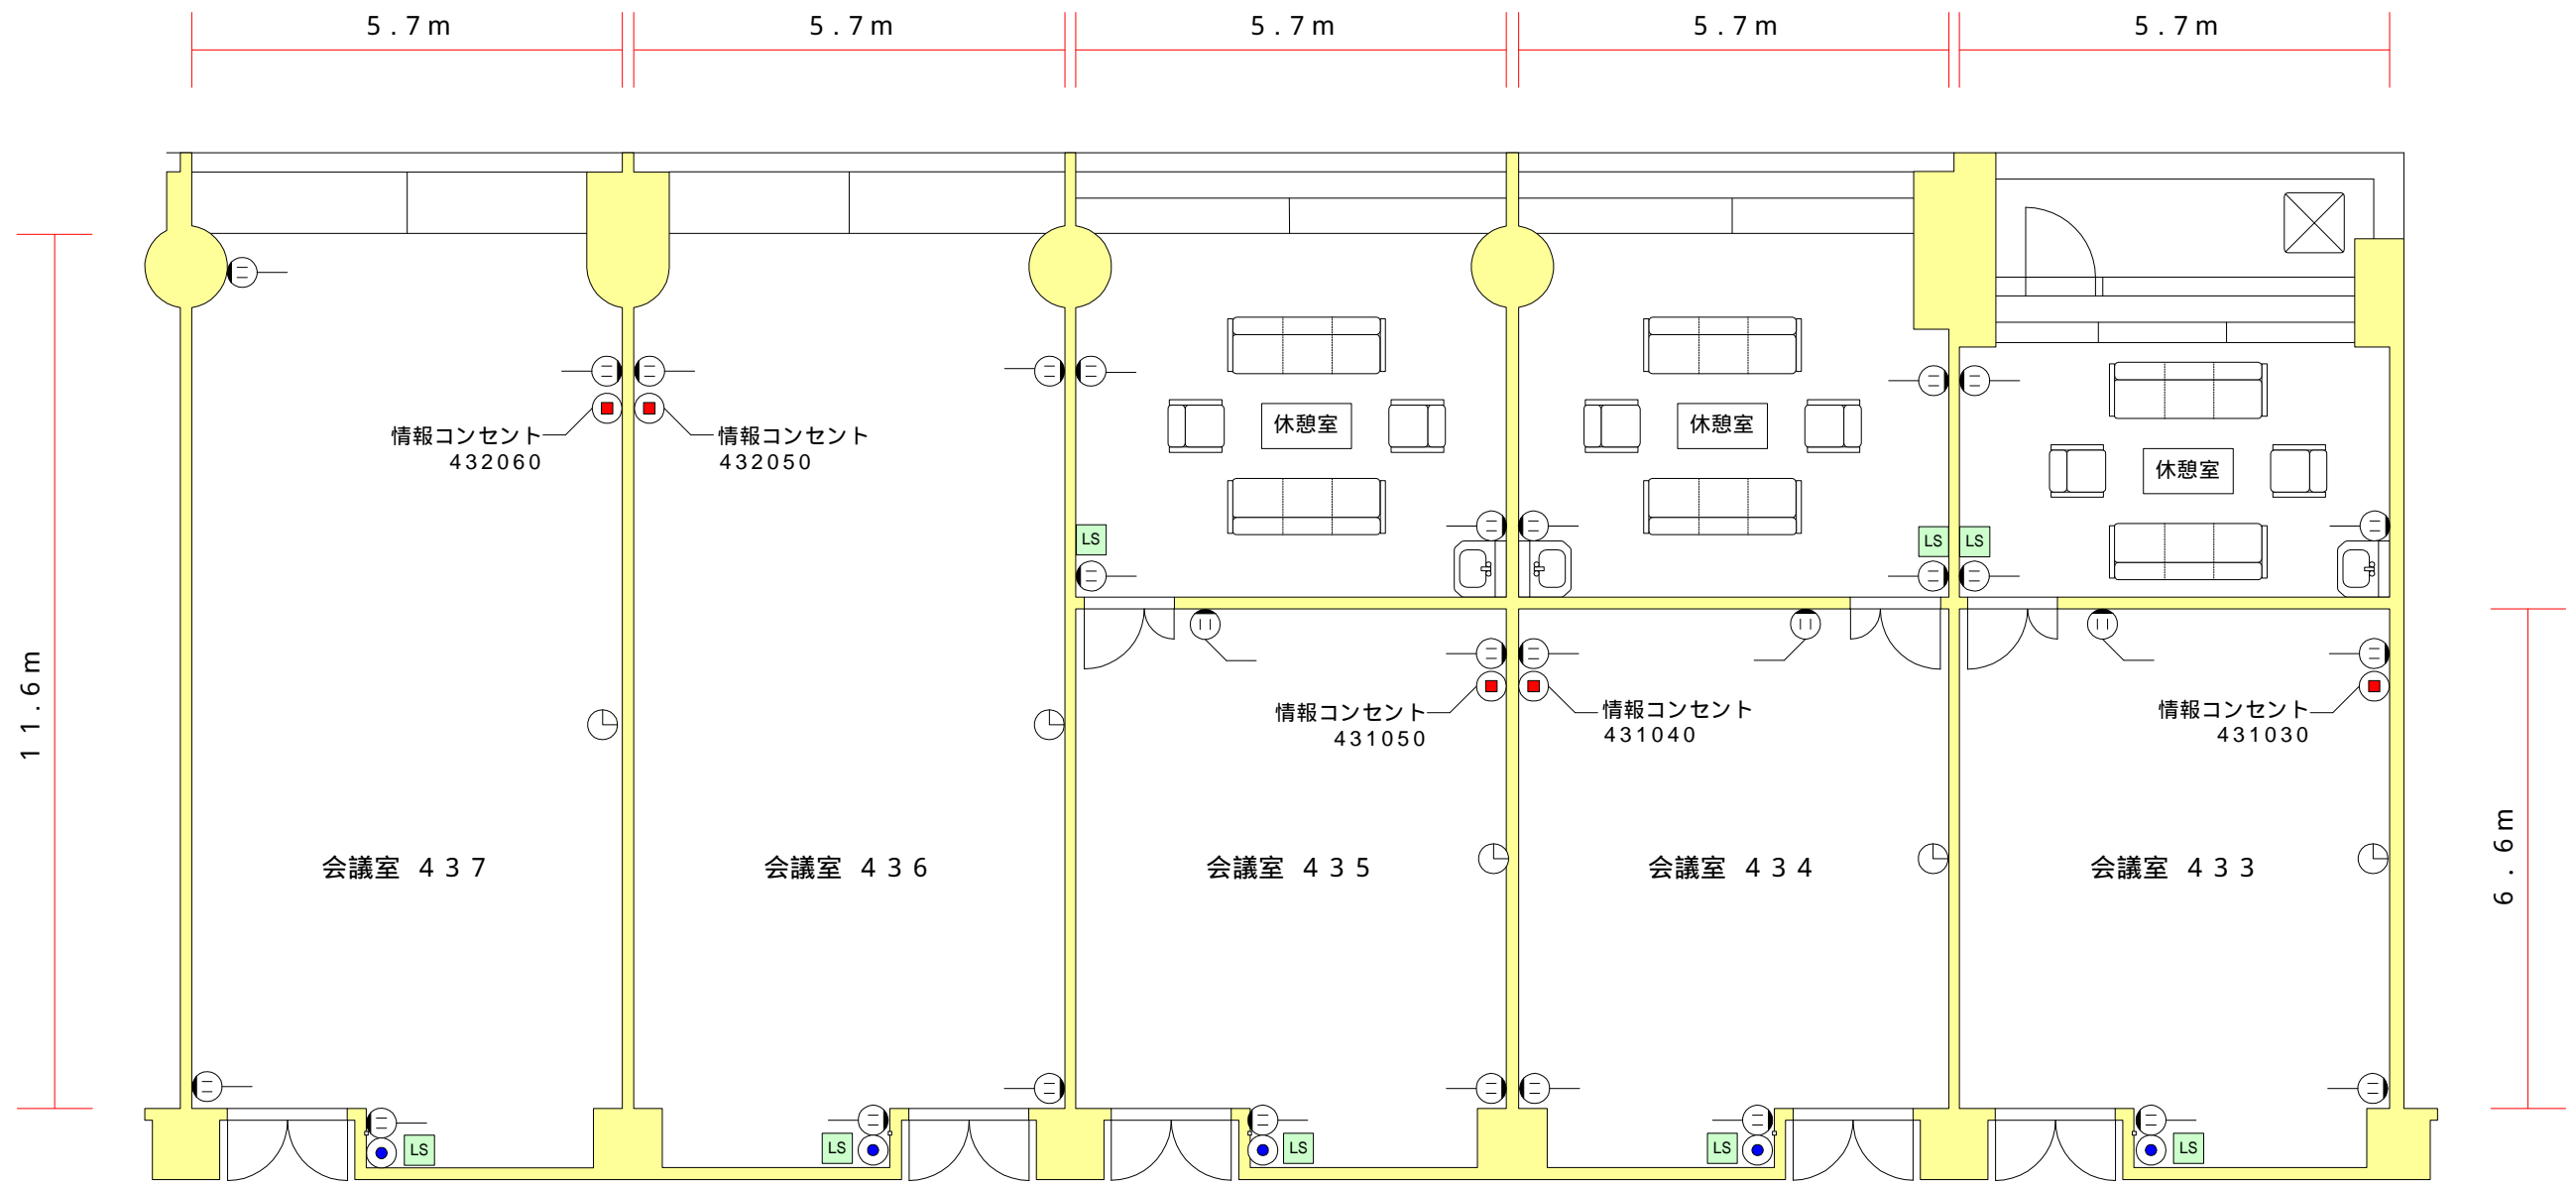 ５．７ｍ
５．７ｍ
５．７ｍ
５．７ｍ
５．７ｍ
１１.６ｍ
６.６ｍ
情報コンセント
432060
情報コンセント
432050
休憩室
休憩室
休憩室
LS
LS
LS
情報コンセント
431050
情報コンセント
431040
情報コンセント
431030
会議室 ４３７
会議室 ４３６
会議室 ４３５
会議室 ４３４
会議室 ４３３
LS
LS
LS
LS
LS